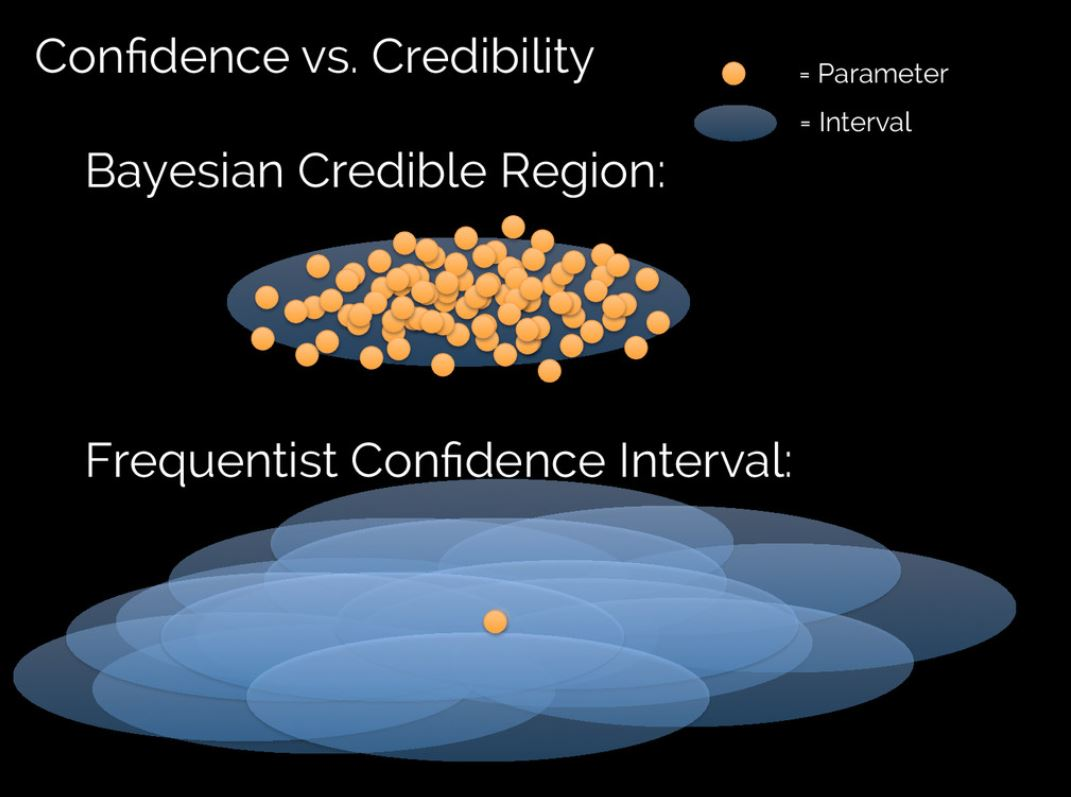 Confidence vs. Credibility
= Parameter
= Interval
Bayesian Credible Region:
Frequentist Confidence Interval: